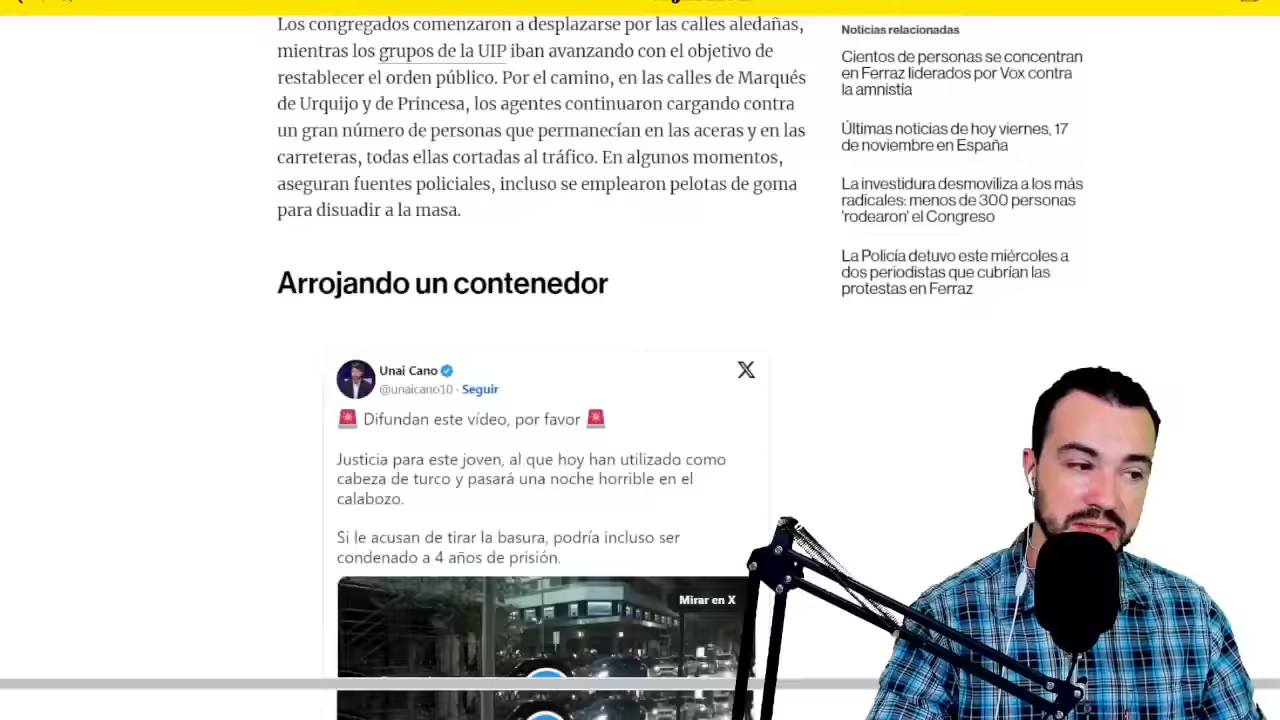 Los congregados comenzaron a desplazarse por las calles aledañas,
mientras los grupos de la UIP iban avanzando con el objetivo de
restablecer el orden público. Por el camino, en las calles de Marqués
de Urquijo y de Princesa, los agentes continuaron cargando contra
un gran número de personas que permanecían en las aceras y en las
carreteras, todas ellas cortadas al tráfico. En algunos momentos,
aseguran fuentes policiales, incluso se emplearon pelotas de goma
para disuadir a la masa.
Arrojando un contenedor
Unai Cano
@unaicano10 · Seguir
🚨 Difundan este vídeo, por favor 🚨
Justicia para este joven, al que hoy han utilizado como
cabeza de turco y pasará una noche horrible en el
calabozo.
Si le acusan de tirar la basura, podría incluso ser
condenado a 4 años de prisión.
Mirar en X
Noticias relacionadas
Cientos de personas se concentran
en Ferraz liderados por Vox contra
la amnistía
Últimas noticias de hoy viernes, 17
de noviembre en España
La investidura desmoviliza a los más
radicales: menos de 300 personas
'rodearon' el Congreso
La Policía detuvo este miércoles a
dos periodistas que cubrían las
protestas en Ferraz